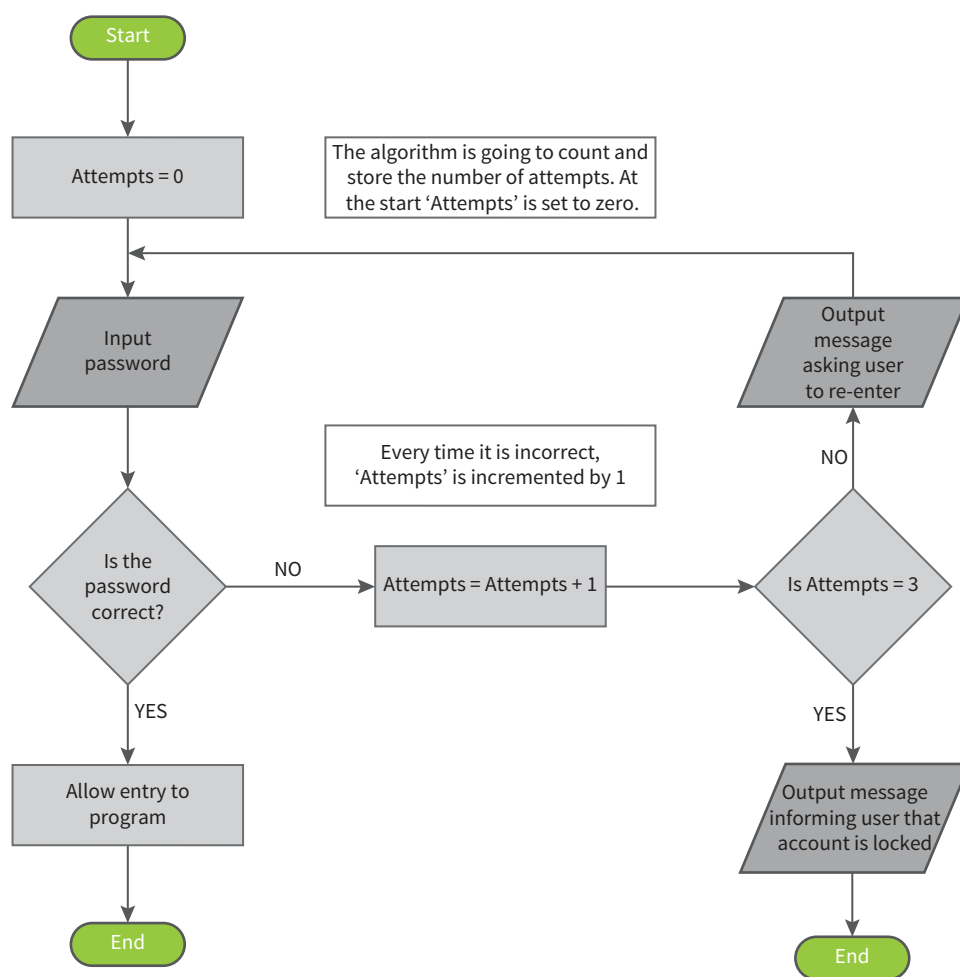 Start
Attempts = 0
The algorithm is going to count and
store the number of attempts. At
the start ‘Attempts’ is set to zero.
Input
password
Output
message
asking user
to re-enter
Every time it is incorrect,
‘Attempts’ is incremented by 1
NO
Is the
password
correct?
NO
Attempts = Attempts + 1
Is Attempts = 3
YES
YES
Allow entry to
program
Output message
informing user that
account is locked
End
End